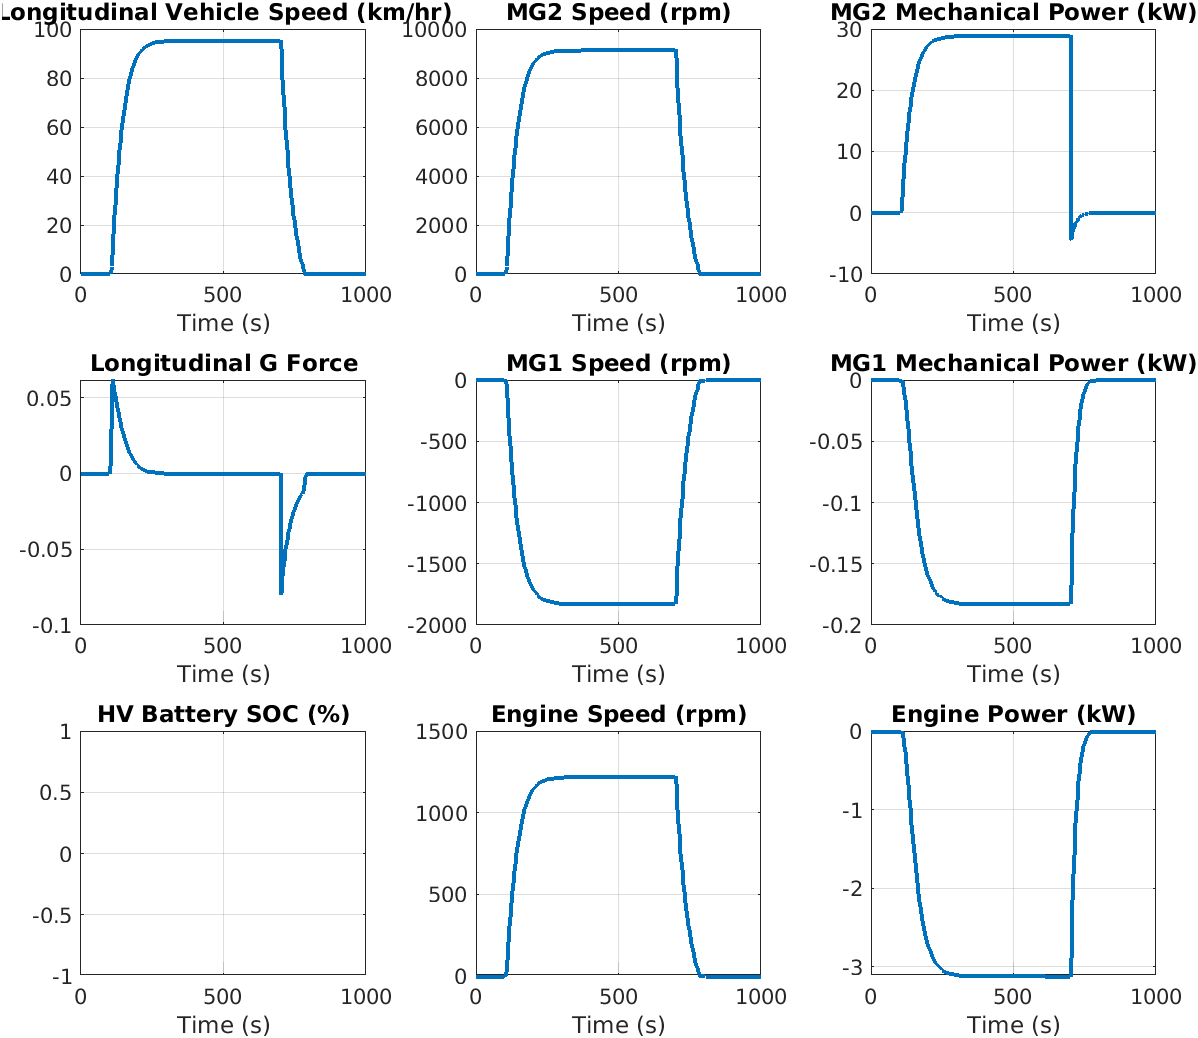 Longitudinal Vehicle Speed (km/hr)
100
80
60
40
20
0
0 500 1000
Time (s)
MG2 Speed (rpm)
10000
8000
6000
4000
2000
0
0 500 1000
Time (s)
MG2 Mechanical Power (kW)
30
20
10
0
-10
0 500 1000
Time (s)
Longitudinal G Force
0.05
0
-0.05
-0.1
0 500 1000
Time (s)
MG1 Speed (rpm)
0
-500
-1000
-1500
-2000
0 500 1000
Time (s)
MG1 Mechanical Power (kW)
0
-0.05
-0.1
-0.15
-0.2
0 500 1000
Time (s)
HV Battery SOC (%)
1
0.5
0
-0.5
-1
0 500 1000
Time (s)
Engine Speed (rpm)
1500
1000
500
0
0 500 1000
Time (s)
Engine Power (kW)
0
-1
-2
-3
0 500 1000
Time (s)